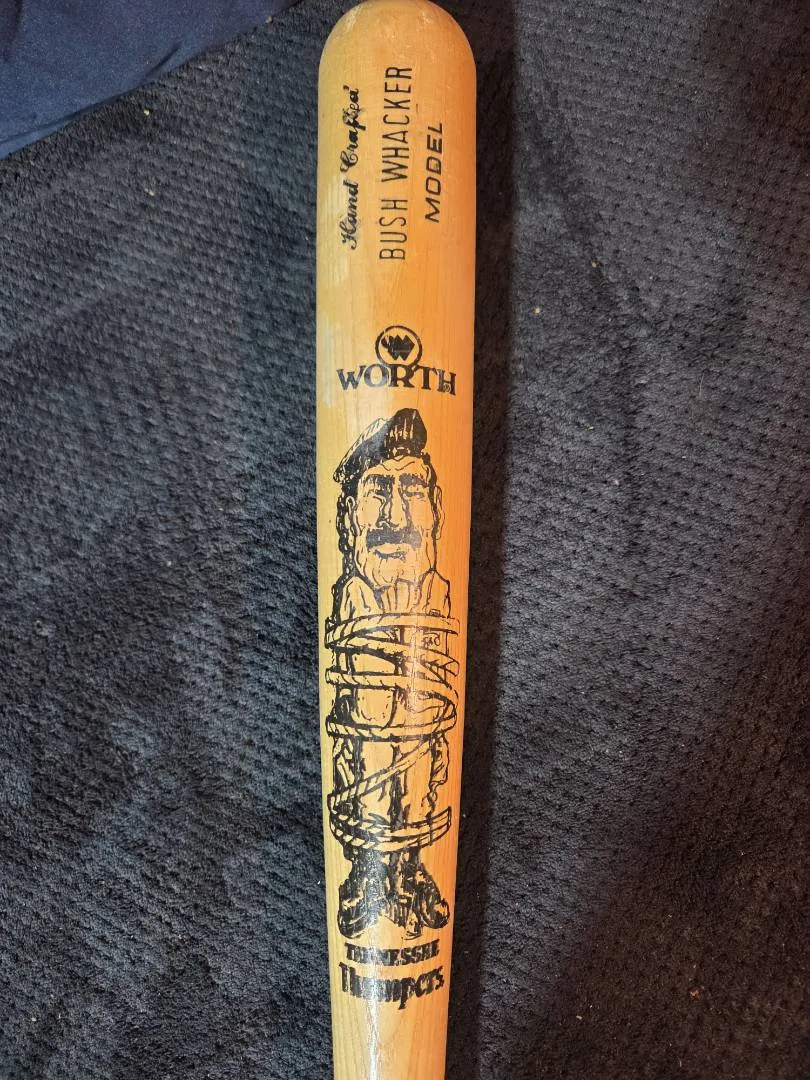 Hand Crafted
BUSH WHACKER
MODEL
W
WORTH
TENNESSEE
Thumpers